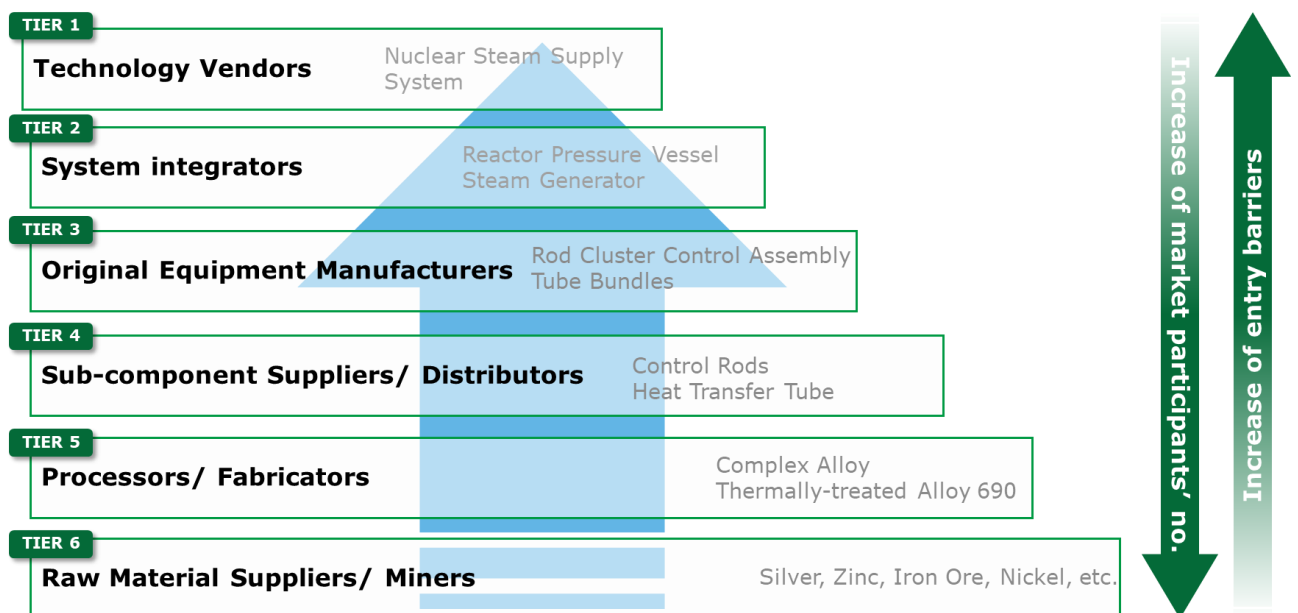 TIER 1
Technology Vendors
Nuclear Steam Supply
System
TIER 2
System integrators
Reactor Pressure Vessel
Steam Generator
TIER 3
Original Equipment Manufacturers
Rod Cluster Control Assembly
Tube Bundles
TIER 4
Sub-component Suppliers/ Distributors
Control Rods
Heat Transfer Tube
TIER 5
Processors/ Fabricators
Complex Alloy
Thermally-treated Alloy 690
TIER 6
Raw Material Suppliers/ Miners
Silver, Zinc, Iron Ore, Nickel, etc.
Increase of market participants’ no.
Increase of entry barriers